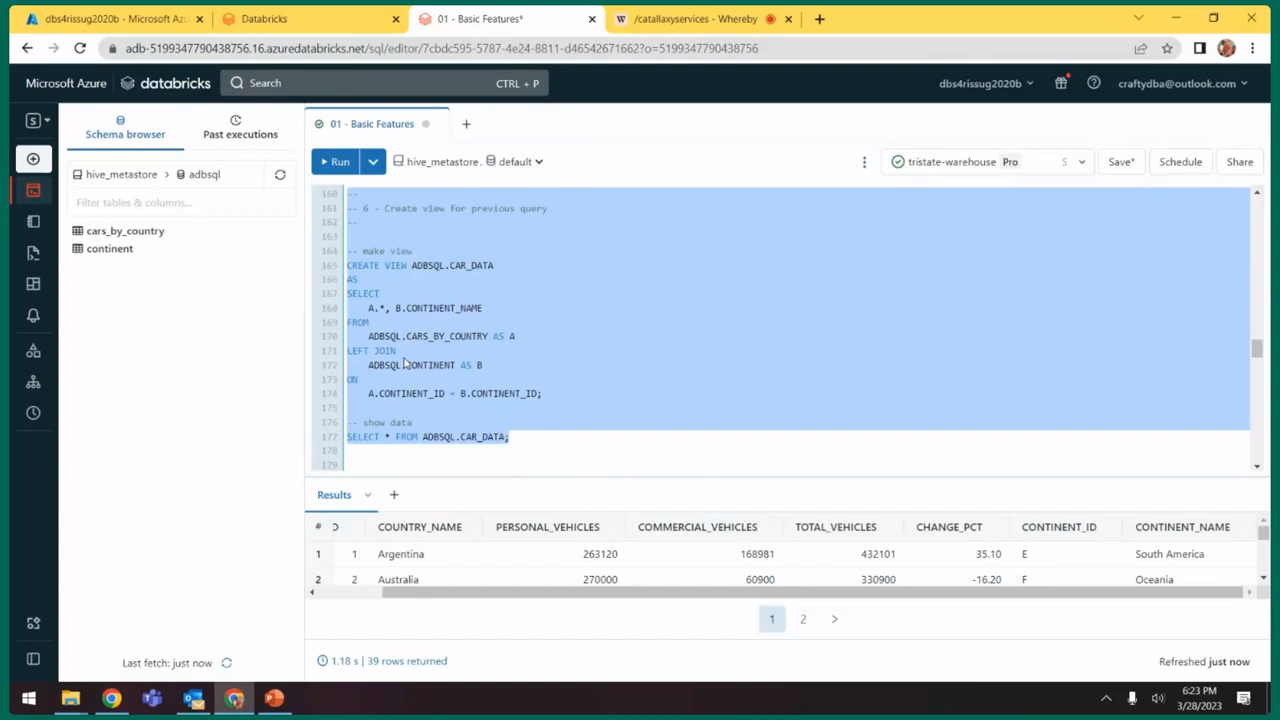 dbs4rissug2020b - Microsoft Azu
Databricks
01 - Basic Features*
/catallaxyservices - Whereby
adb-5199347790438756.16.azuredatabricks.net/sql/editor/7cbdc595-5787-4e24-8811-d46542671662?o=5199347790438756
Microsoft Azure
databricks
Search
CTRL + P
dbs4rissug2020b
craftydba@outlook.com
S
Schema browser
Past executions
01 - Basic Features
hive_metastore
adbsql
Filter tables & columns...
cars_by_country
continent
Run
hive_metastore.
default
tristate-warehouse Pro S
Save*
Schedule
Share
160 --
161 -- 6 - Create view for previous query
162 --
163
164 -- make view
165 CREATE VIEW ADBSQL.CAR_DATA
166 AS
167 SELECT
168 A.*, B.CONTINENT_NAME
169 FROM
170 ADBSQL.CARS_BY_COUNTRY AS A
171 LEFT JOIN
172 ADBSQL.CONTINENT AS B
173 ON
174 A.CONTINENT_ID = B.CONTINENT_ID;
175
176 -- show data
177 SELECT * FROM ADBSQL.CAR_DATA;
178
179
Results
# D COUNTRY_NAME PERSONAL_VEHICLES COMMERCIAL_VEHICLES TOTAL_VEHICLES CHANGE_PCT CONTINENT_ID CONTINENT_NAME
1 1 Argentina 263120 168981 432101 35.10 E South America
2 2 Australia 270000 60900 330900 -16.20 F Oceania
1 2 >
Last fetch: just now
1.18 s | 39 rows returned
Refreshed just now
6:23 PM
3/28/2023